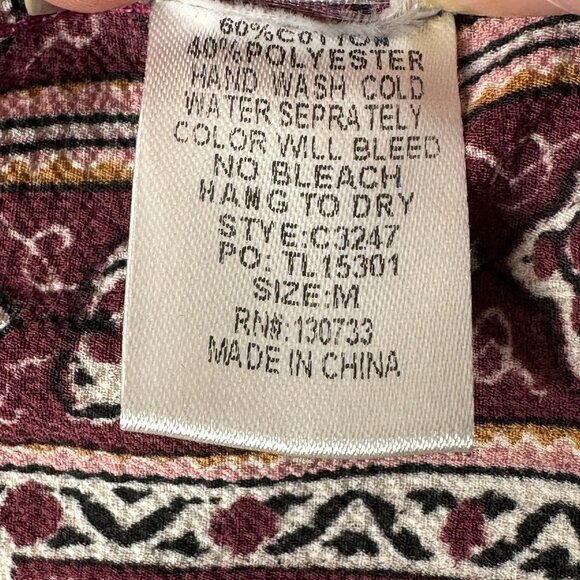 60%COTTON
40%POLYESTER
HAND WASH COLD
WATER SEPRATELY
COLOR WILL BLEED
NO BLEACH
HANG TO DRY
STYE:C3247
PO: TL15301
SIZE:M
RN#:130733
MADE IN CHINA